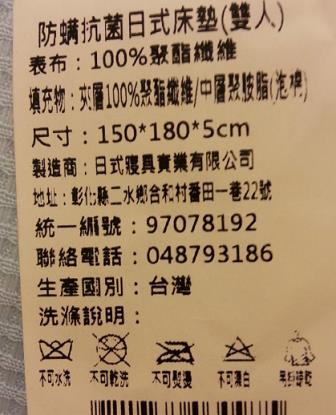 防螨抗菌日式床墊(雙人)
表布：100%聚酯纖維
填充物：夾層100%聚酯纖維/中層聚胺脂(泡棉)
尺寸：150*180*5cm
製造商：日式寢具實業有限公司
地址：彰化縣二水鄉合和村番田一巷22號
統一編號：97078192
聯絡電話：048793186
生產國別：台灣
洗滌說明：
不可水洗 不可乾洗 不可熨燙 不可漂白